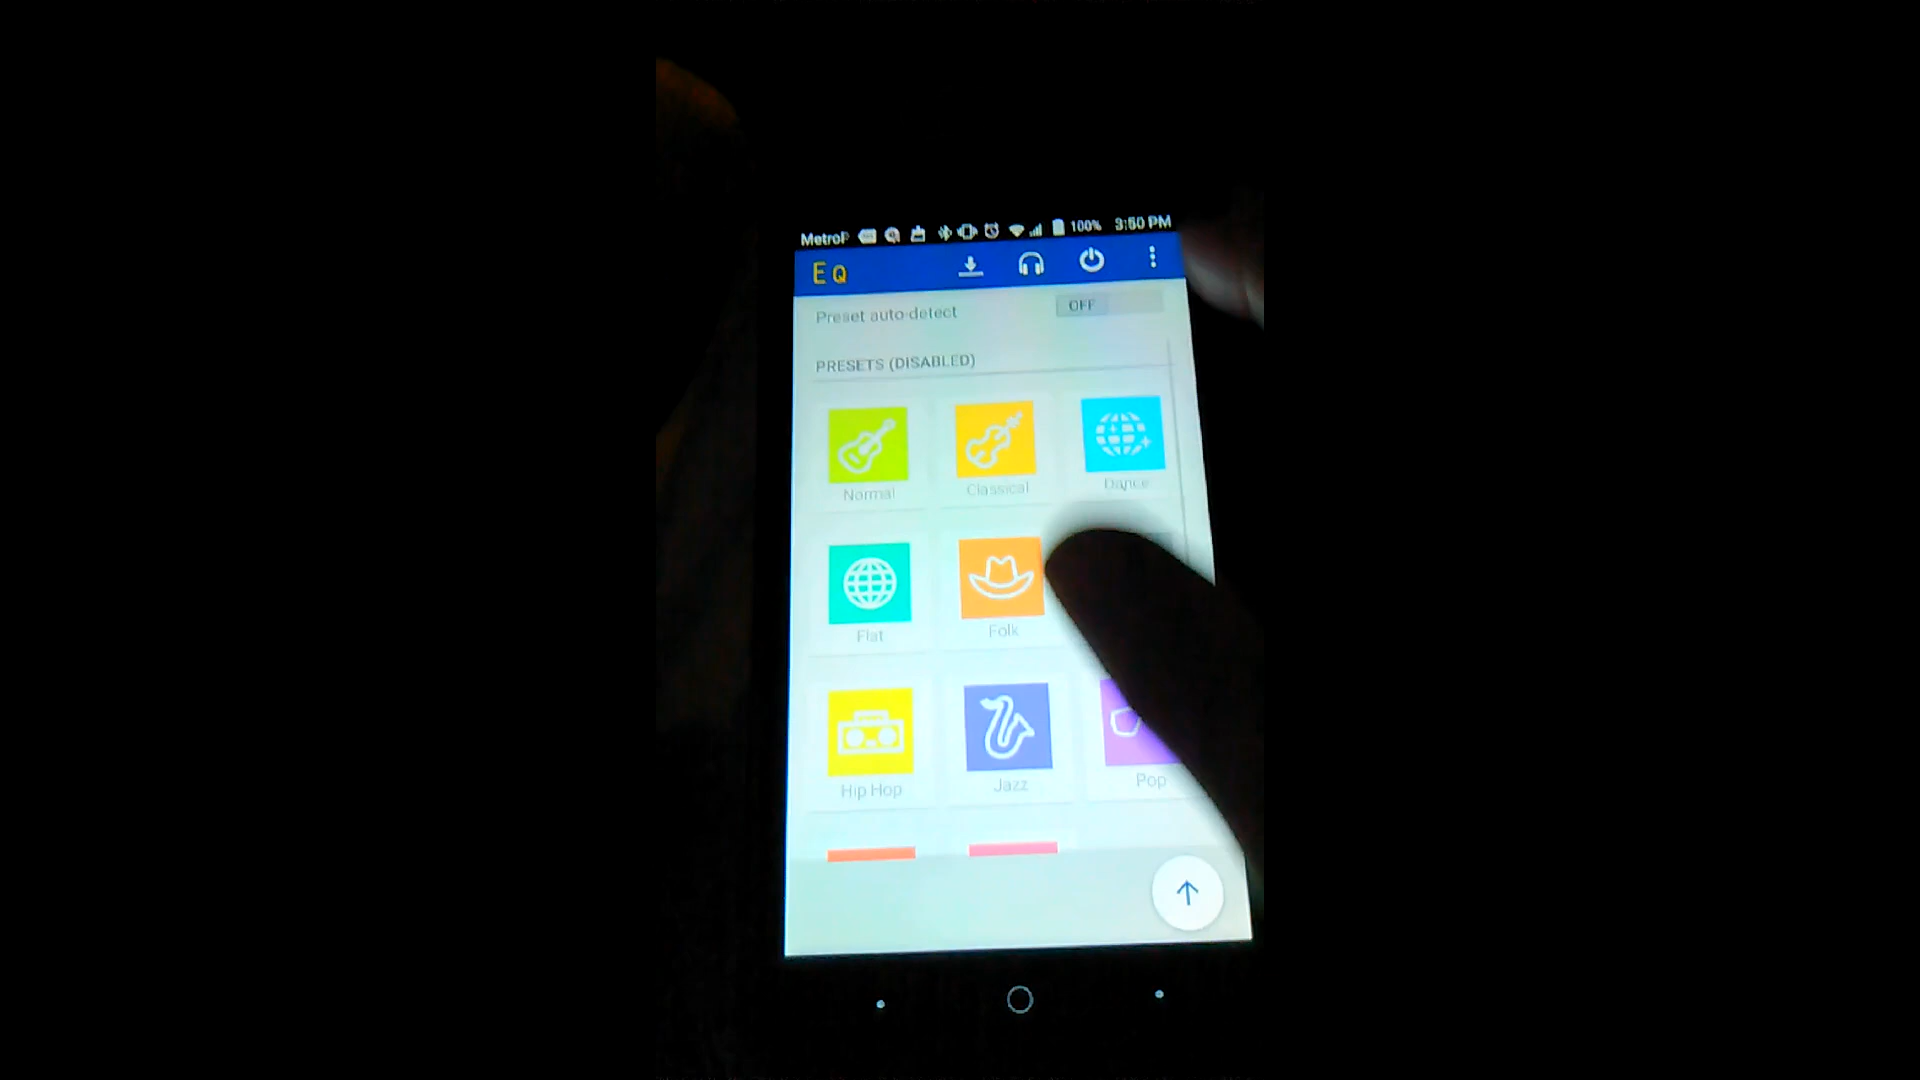 MetroP 100% 3:50 PM
EQ
Preset auto-detect OFF
PRESETS (DISABLED)
Normal Classical Dance
Flat Folk
Hip Hop Jazz Pop